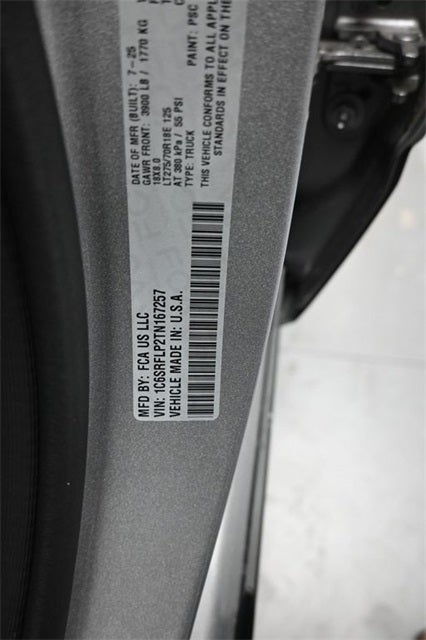 MFD BY: FCA US LLC
DATE OF MFR (BUILT): 7-25
GAWR FRONT: 3900 LB / 1770 KG
18X8.0
LT275/70R18E 125
AT 380 kPa / 55 PSI
TYPE: TRUCK
PAINT: PSC
THIS VEHICLE CONFORMS TO ALL APPL
STANDARDS IN EFFECT ON THE
VIN: 1C6SRFLP2TN167257
VEHICLE MADE IN: U.S.A.